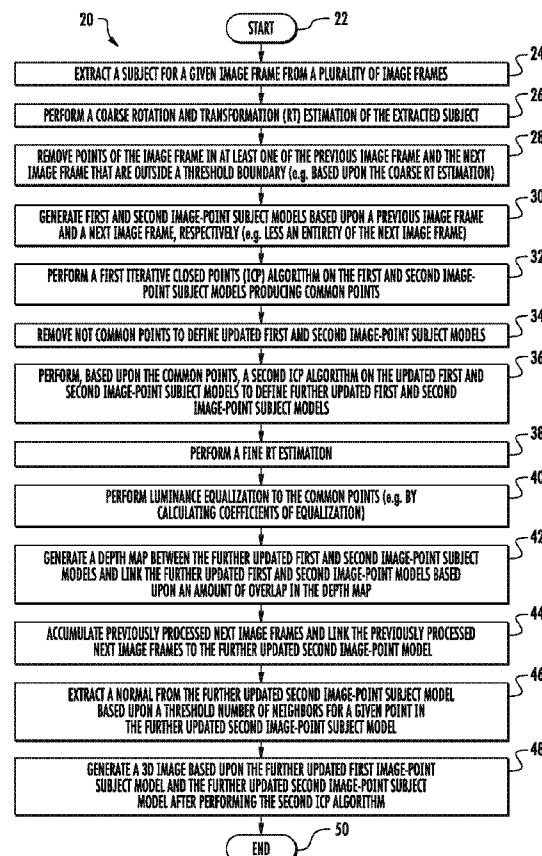 20
START
22
24
EXTRACT A SUBJECT FOR A GIVEN IMAGE FRAME FROM A PLURALITY OF IMAGE FRAMES
26
PERFORM A COARSE ROTATION AND TRANSFORMATION (RT) ESTIMATION OF THE EXTRACTED SUBJECT
28
REMOVE POINTS OF THE IMAGE FRAME IN AT LEAST ONE OF THE PREVIOUS IMAGE FRAME AND THE NEXT
IMAGE FRAME THAT ARE OUTSIDE A THRESHOLD BOUNDARY (e.g. BASED UPON THE COARSE RT ESTIMATION)
30
GENERATE FIRST AND SECOND IMAGE-POINT SUBJECT MODELS BASED UPON A PREVIOUS IMAGE FRAME
AND A NEXT IMAGE FRAME, RESPECTIVELY (e.g. LESS AN ENTIRETY OF THE NEXT IMAGE FRAME)
32
PERFORM A FIRST ITERATIVE CLOSED POINTS (ICP) ALGORITHM ON THE FIRST AND SECOND IMAGE-
POINT SUBJECT MODELS PRODUCING COMMON POINTS
34
REMOVE NOT COMMON POINTS TO DEFINE UPDATED FIRST AND SECOND IMAGE-POINT SUBJECT MODELS
36
PERFORM, BASED UPON THE COMMON POINTS, A SECOND ICP ALGORITHM ON THE UPDATED FIRST AND
SECOND IMAGE-POINT SUBJECT MODELS TO DEFINE FURTHER UPDATED FIRST AND SECOND
IMAGE-POINT SUBJECT MODELS
38
PERFORM A FINE RT ESTIMATION
40
PERFORM LUMINANCE EQUALIZATION TO THE COMMON POINTS (e.g. BY
CALCULATING COEFFICIENTS OF EQUALIZATION)
42
GENERATE A DEPTH MAP BETWEEN THE FURTHER UPDATED FIRST AND SECOND IMAGE-POINT SUBJECT
MODELS AND LINK THE FURTHER UPDATED FIRST AND SECOND IMAGE-POINT MODELS BASED
UPON AN AMOUNT OF OVERLAP IN THE DEPTH MAP
44
ACCUMULATE PREVIOUSLY PROCESSED NEXT IMAGE FRAMES AND LINK THE PREVIOUSLY PROCESSED
NEXT IMAGE FRAMES TO THE FURTHER UPDATED SECOND IMAGE-POINT MODEL
46
EXTRACT A NORMAL FROM THE FURTHER UPDATED SECOND IMAGE-POINT SUBJECT MODEL
BASED UPON A THRESHOLD NUMBER OF NEIGHBORS FOR A GIVEN POINT IN
THE FURTHER UPDATED SECOND IMAGE-POINT SUBJECT MODEL
48
GENERATE A 3D IMAGE BASED UPON THE FURTHER UPDATED FIRST IMAGE-POINT
SUBJECT MODEL AND THE FURTHER UPDATED SECOND IMAGE-POINT SUBJECT
MODEL AFTER PERFORMING THE SECOND ICP ALGORITHM
END
50